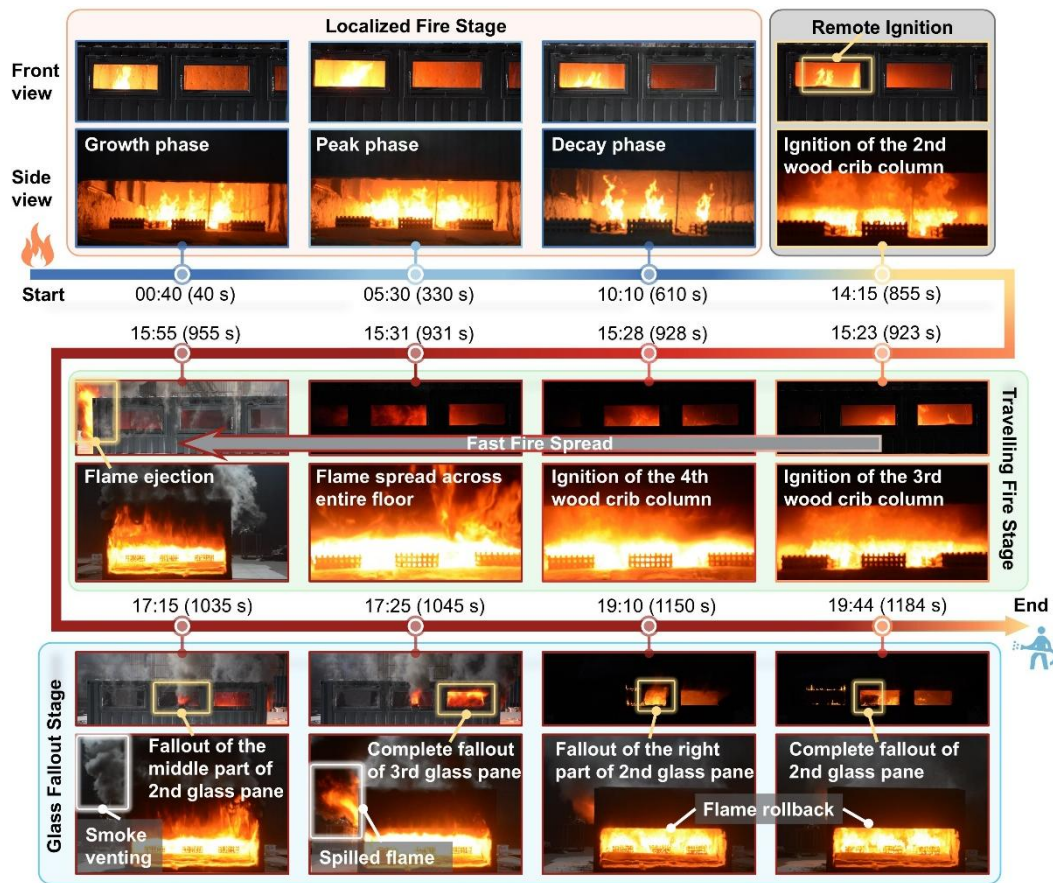 Localized Fire Stage
Remote Ignition
Front
view
Growth phase
Peak phase
Decay phase
Ignition of the 2nd
wood crib column
Side
view
Start
00:40 (40 s)
05:30 (330 s)
10:10 (610 s)
14:15 (855 s)
15:55 (955 s)
15:31 (931 s)
15:28 (928 s)
15:23 (923 s)
Fast Fire Spread
Flame ejection
Flame spread across
entire floor
Ignition of the 4th
wood crib column
Ignition of the 3rd
wood crib column
Travelling Fire Stage
17:15 (1035 s)
17:25 (1045 s)
19:10 (1150 s)
19:44 (1184 s)
End
Glass Fallout Stage
Fallout of the
middle part of
2nd glass pane
Smoke
venting
Complete fallout
of 3rd glass pane
Spilled flame
Fallout of the right
part of 2nd glass pane
Complete fallout of
2nd glass pane
Flame rollback